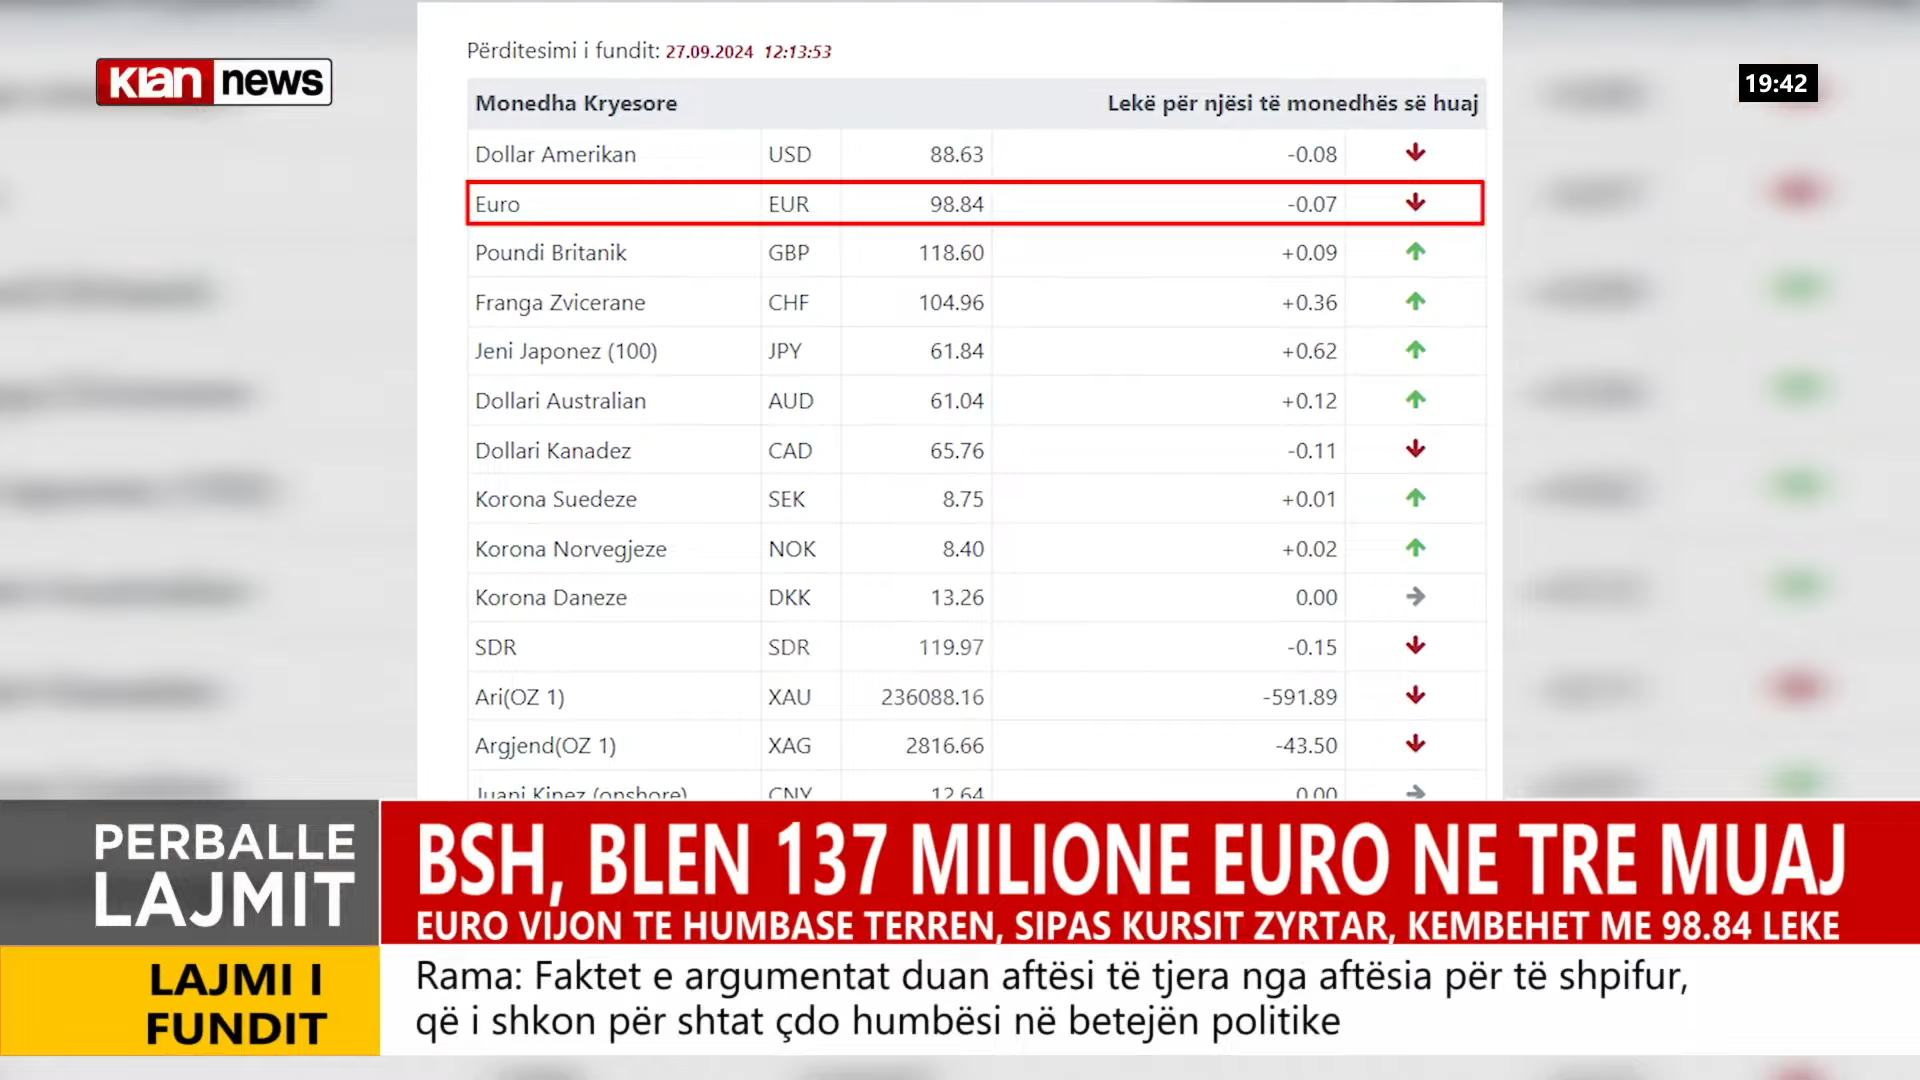 klan news
19:42
Përditesimi i fundit: 27.09.2024 12:13:53
Monedha Kryesore Lekë për njësi të monedhës së huaj
Dollar Amerikan USD 88.63 -0.08
Euro EUR 98.84 -0.07
Poundi Britanik GBP 118.60 +0.09
Franga Zvicerane CHF 104.96 +0.36
Jeni Japonez (100) JPY 61.84 +0.62
Dollari Australian AUD 61.04 +0.12
Dollari Kanadez CAD 65.76 -0.11
Korona Suedeze SEK 8.75 +0.01
Korona Norvegjeze NOK 8.40 +0.02
Korona Daneze DKK 13.26 0.00
SDR SDR 119.97 -0.15
Ari(OZ 1) XAU 236088.16 -591.89
Argjend(OZ 1) XAG 2816.66 -43.50
Juani Kinez (onshore) CNY 12.64 0.00
PERBALLE
LAJMIT
BSH, BLEN 137 MILIONE EURO NE TRE MUAJ
EURO VIJON TE HUMBASE TERREN, SIPAS KURSIT ZYRTAR, KEMBEHET ME 98.84 LEKE
LAJMI I
FUNDIT
Rama: Faktet e argumentat duan aftësi të tjera nga aftësia për të shpifur,
që i shkon për shtat çdo humbësi në betejën politike